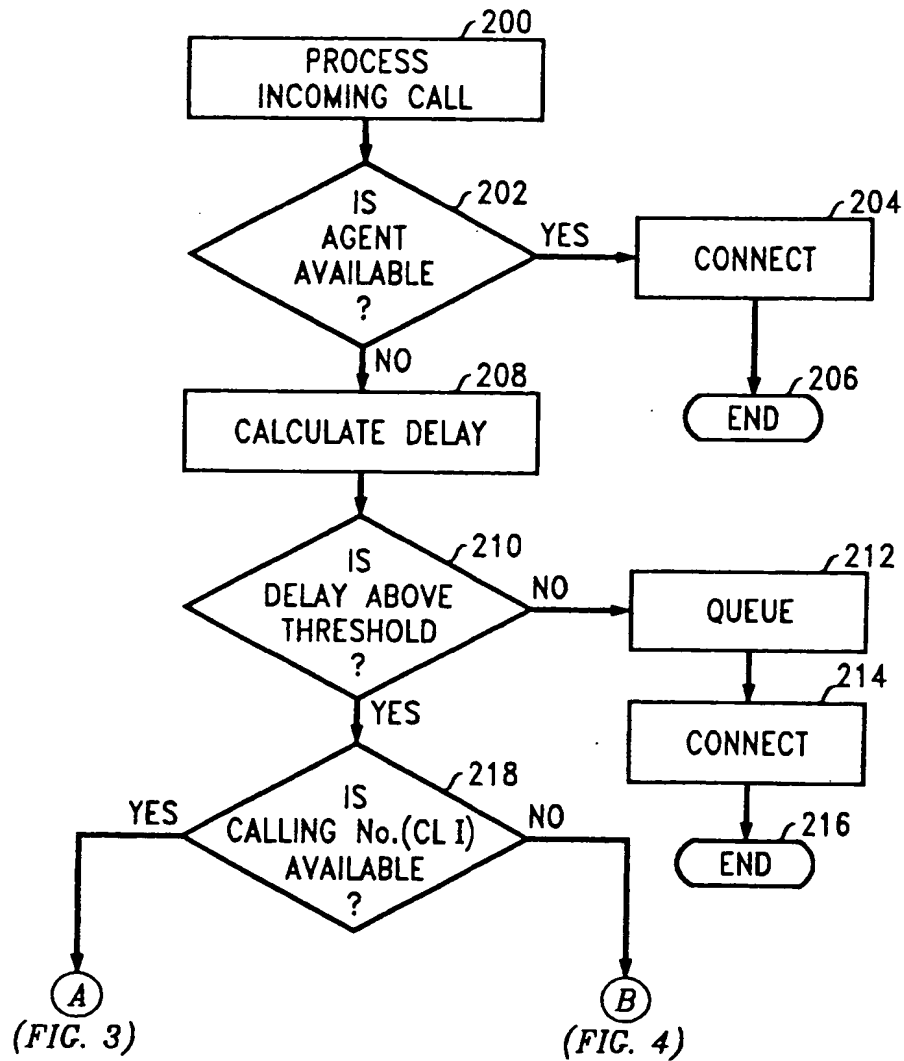 200
PROCESS
INCOMING CALL
202
IS
AGENT
AVAILABLE
?
YES
204
CONNECT
206
END
NO
208
CALCULATE DELAY
210
IS
DELAY ABOVE
THRESHOLD
?
NO
212
QUEUE
214
CONNECT
216
END
YES
218
IS
CALLING No.(CL I)
AVAILABLE
?
YES
NO
A
(FIG. 3)
B
(FIG. 4)